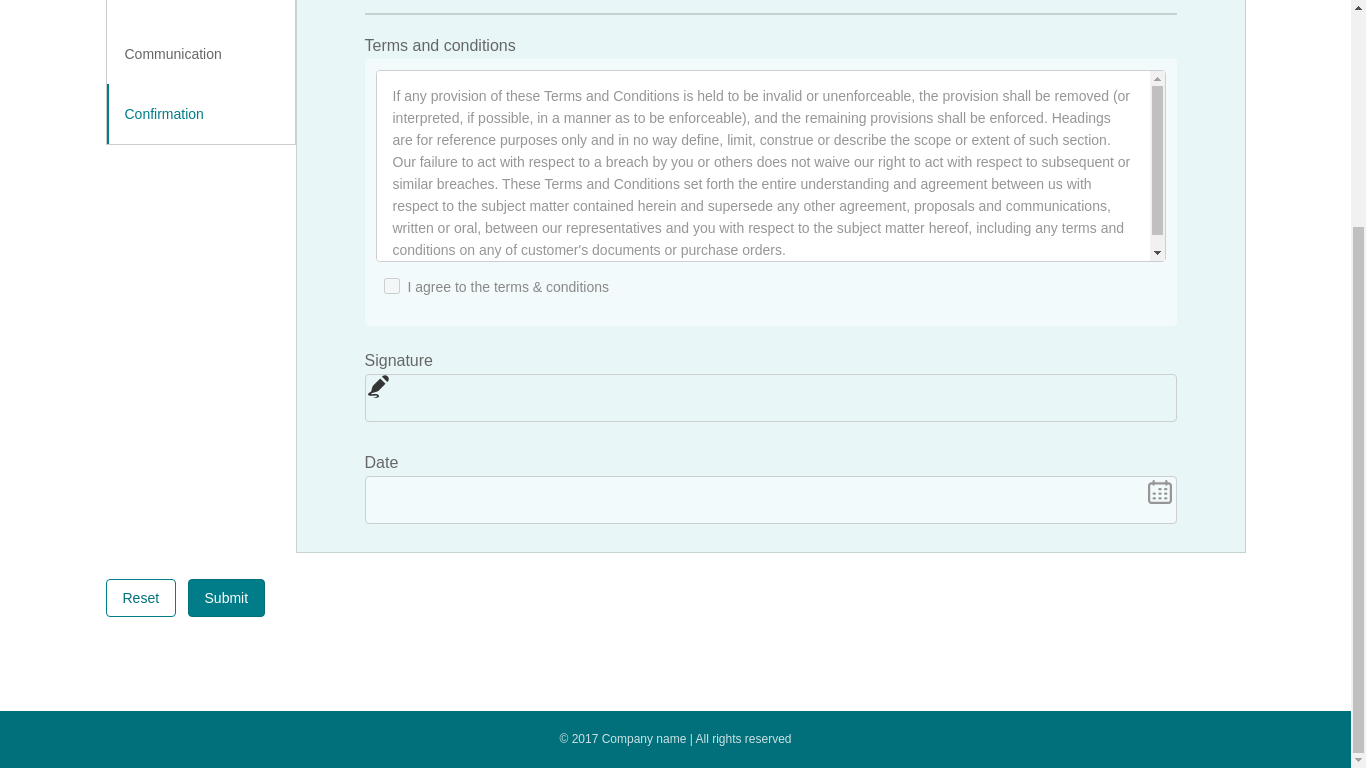 Communication
Confirmation
Terms and conditions
If any provision of these Terms and Conditions is held to be invalid or unenforceable, the provision shall be removed (or
interpreted, if possible, in a manner as to be enforceable), and the remaining provisions shall be enforced. Headings
are for reference purposes only and in no way define, limit, construe or describe the scope or extent of such section.
Our failure to act with respect to a breach by you or others does not waive our right to act with respect to subsequent or
similar breaches. These Terms and Conditions set forth the entire understanding and agreement between us with
respect to the subject matter contained herein and supersede any other agreement, proposals and communications,
written or oral, between our representatives and you with respect to the subject matter hereof, including any terms and
conditions on any of customer's documents or purchase orders.
I agree to the terms & conditions
Signature
Date
Reset
Submit
© 2017 Company name | All rights reserved